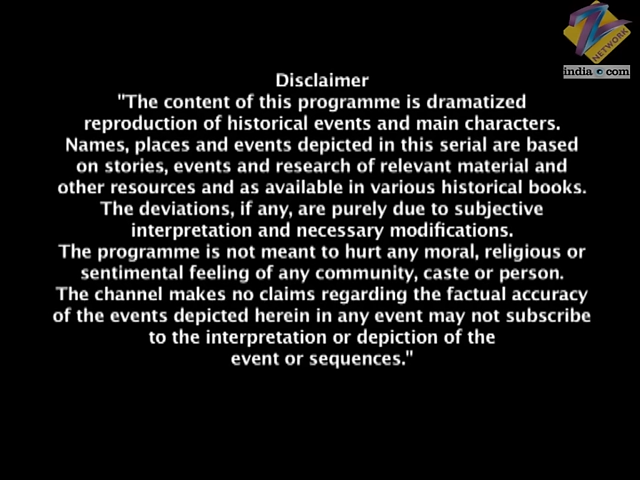 Z
NETWORK
india.com
Disclaimer
"The content of this programme is dramatized
reproduction of historical events and main characters.
Names, places and events depicted in this serial are based
on stories, events and research of relevant material and
other resources and as available in various historical books.
The deviations, if any, are purely due to subjective
interpretation and necessary modifications.
The programme is not meant to hurt any moral, religious or
sentimental feeling of any community, caste or person.
The channel makes no claims regarding the factual accuracy
of the events depicted herein in any event may not subscribe
to the interpretation or depiction of the
event or sequences."